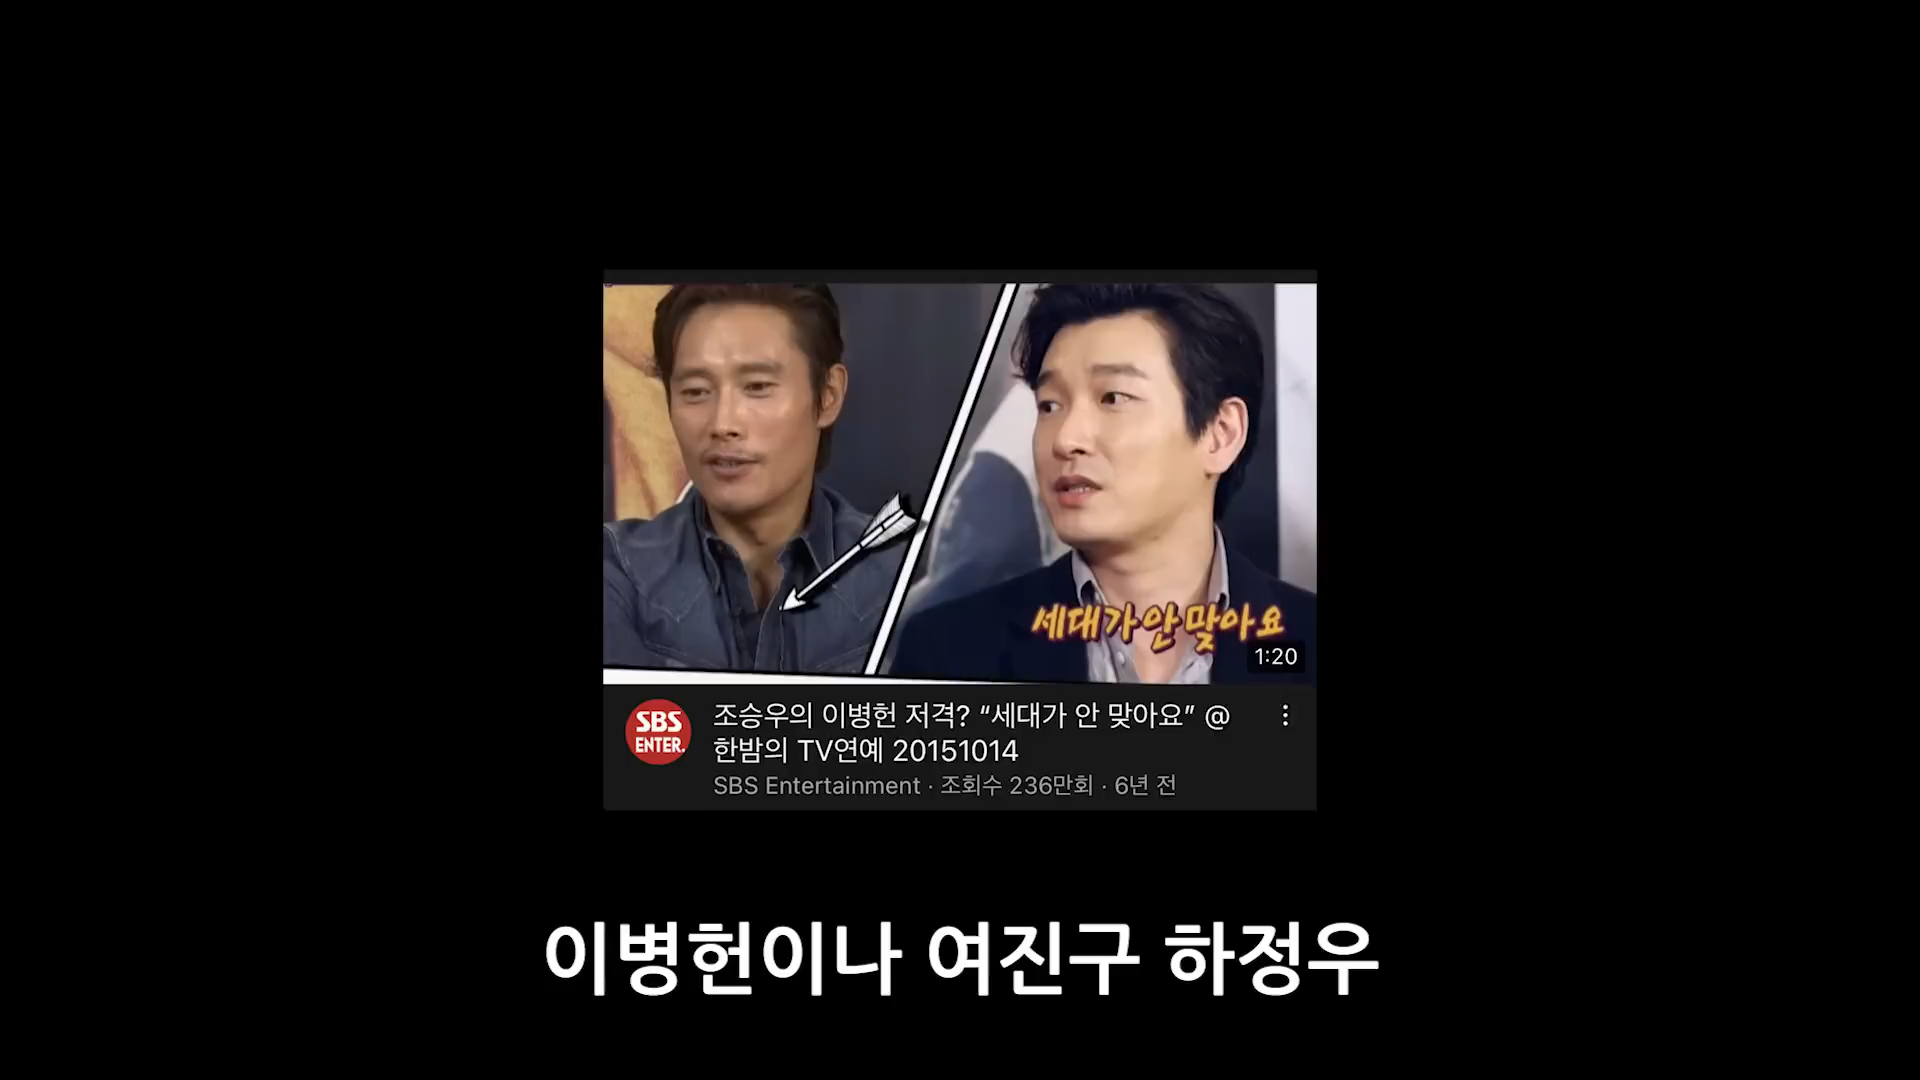 세대가 안 맞아요
1:20
SBS
ENTER.
조승우의 이병헌 저격? “세대가 안 맞아요” @
한밤의 TV연예 20151014
SBS Entertainment · 조회수 236만회 · 6년 전
이병헌이나 여진구 하정우